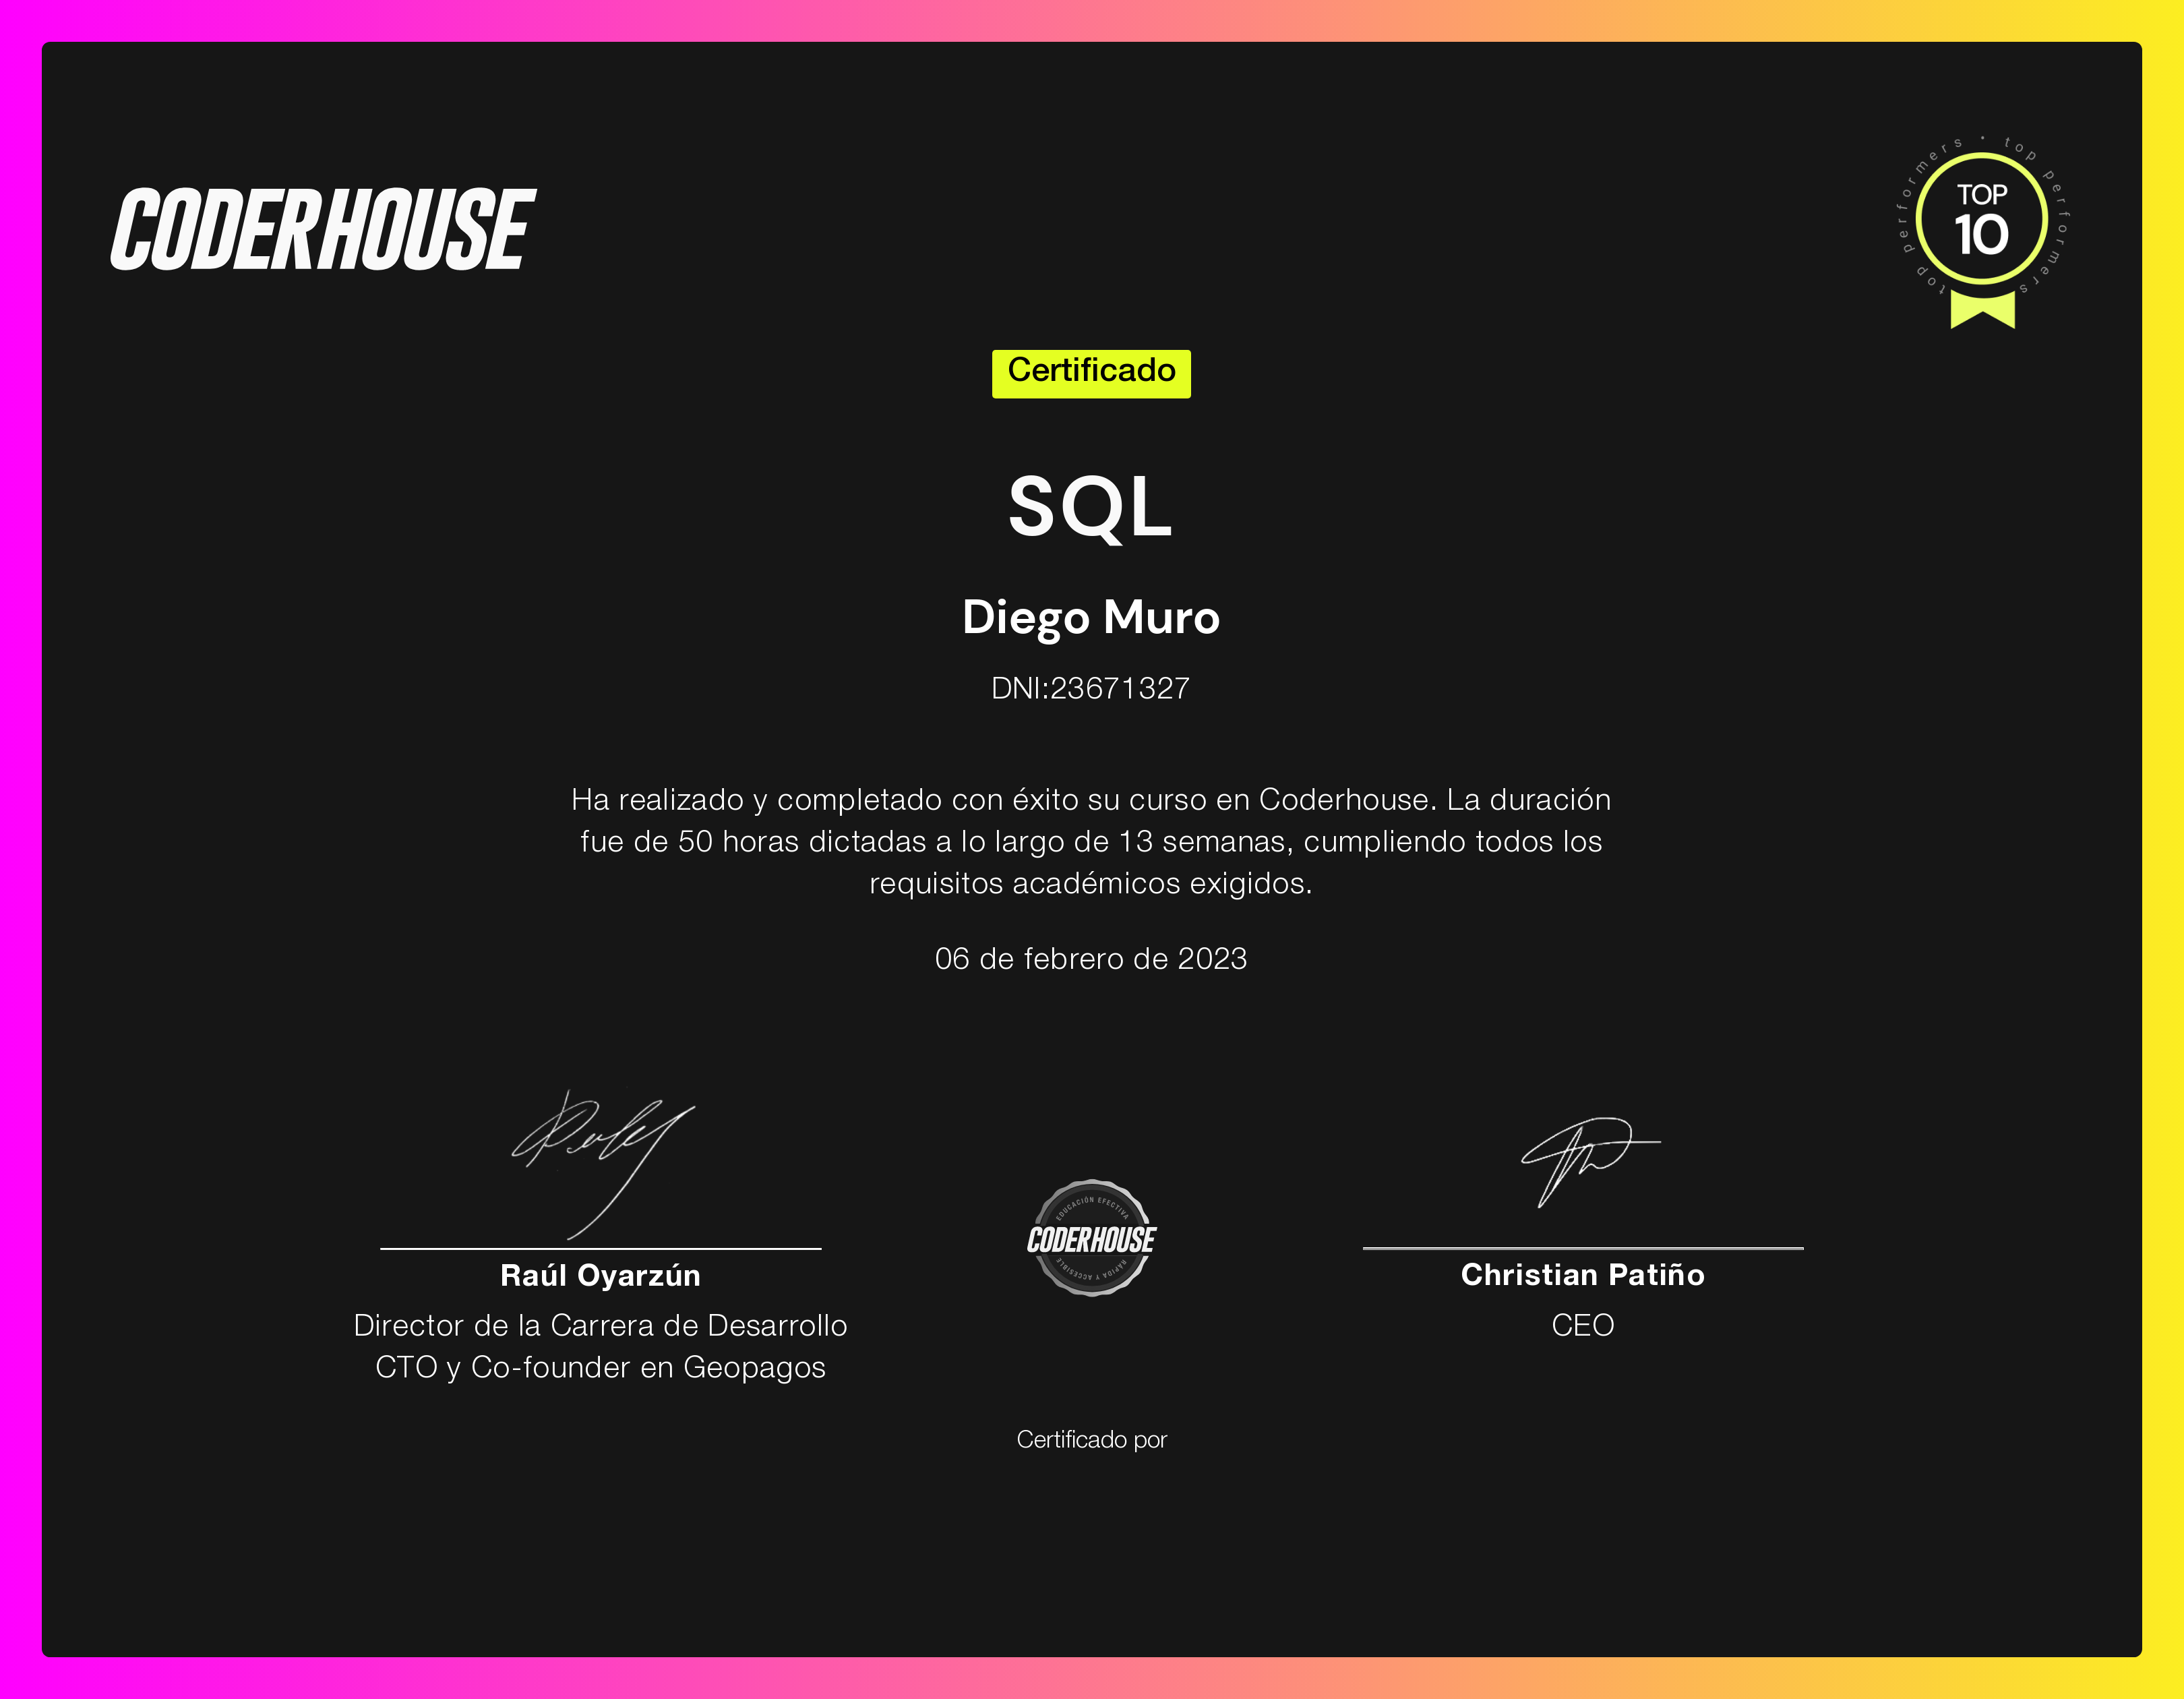 CODERHOUSE
top performers • top performers
TOP
10
Certificado
SQL
Diego Muro
DNI:23671327
Ha realizado y completado con éxito su curso en Coderhouse. La duración
fue de 50 horas dictadas a lo largo de 13 semanas, cumpliendo todos los
requisitos académicos exigidos.
06 de febrero de 2023
EDUCACIÓN EFECTIVA
CODERHOUSE
RAPIDA Y ACCESIBLE
Raúl Oyarzún
Director de la Carrera de Desarrollo
CTO y Co-founder en Geopagos
Christian Patiño
CEO
Certificado por